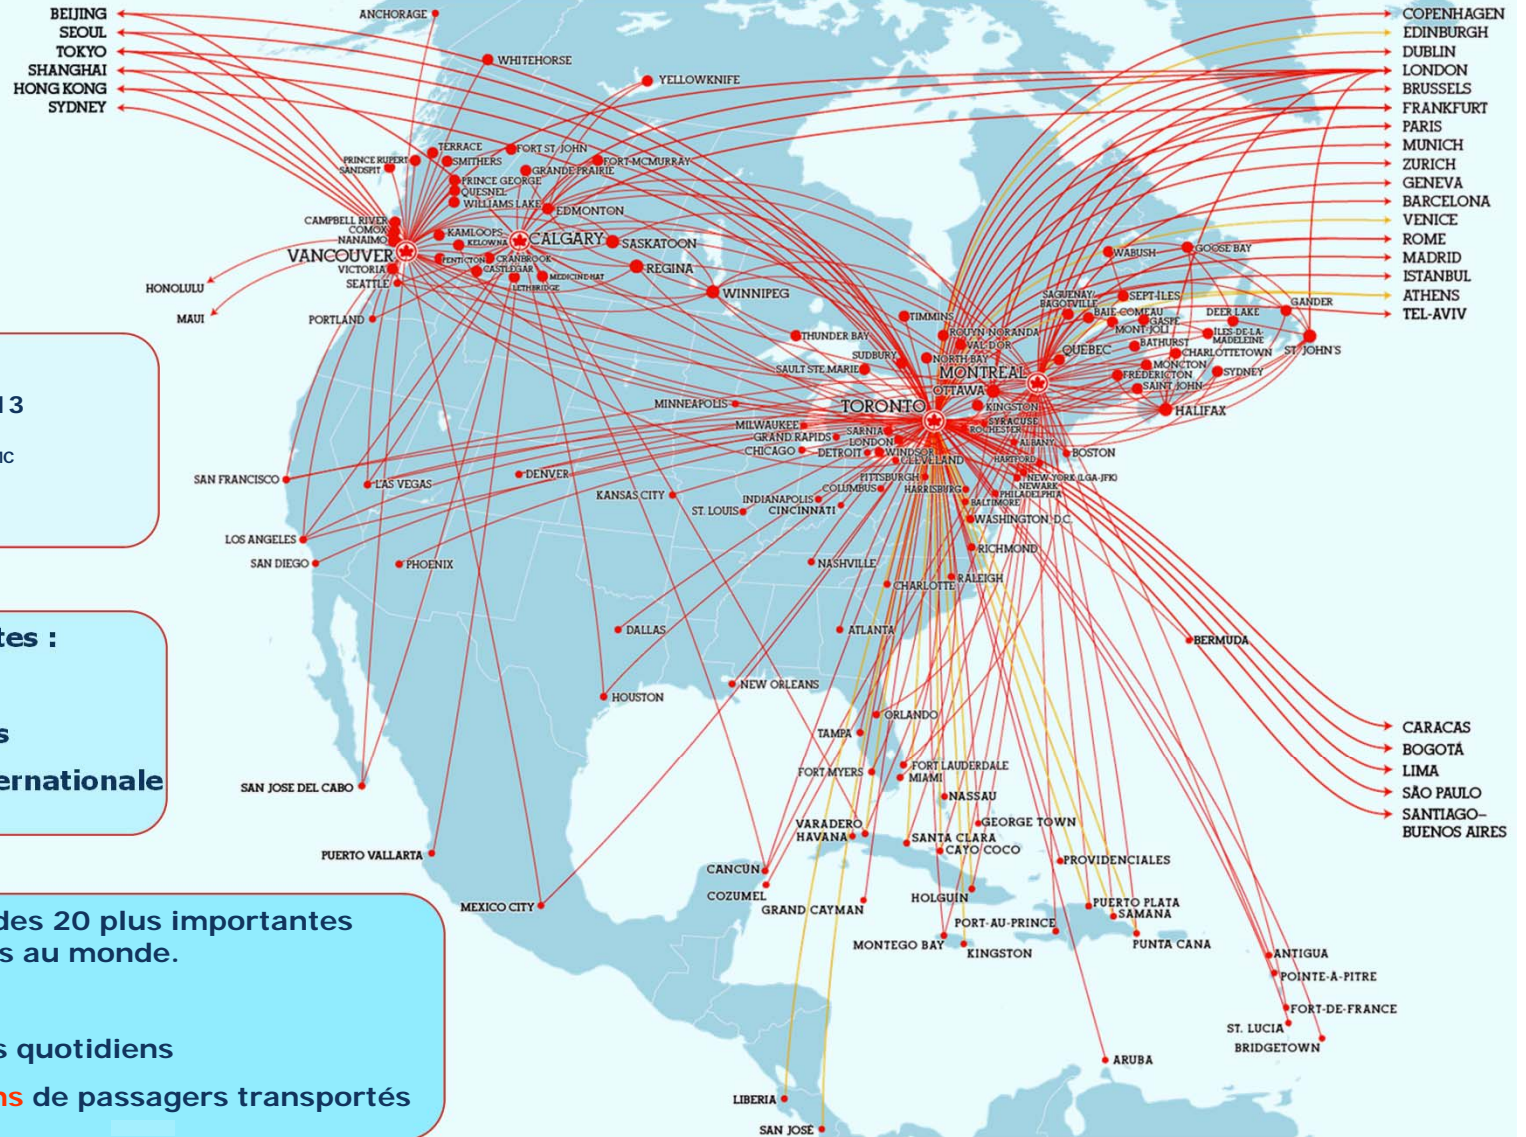 BEIJING
SEOUL
TOKYO
SHANGHAI
HONG KONG
SYDNEY
ANCHORAGE
WHITEHORSE
YELLOWKNIFE
COPENHAGEN
EDINBURGH
DUBLIN
LONDON
BRUSSELS
FRANKFURT
PARIS
MUNICH
ZURICH
GENEVA
BARCELONA
VENICE
ROME
MADRID
ISTANBUL
ATHENS
TEL-AVIV
TERRACE
PRINCE RUPERT
SANDSPIT
SMITHERS
FORT ST. JOHN
FORT-MCMURRAY
GRANDE PRAIRIE
PRINCE GEORGE
QUESNEL
WILLIAMS LAKE
EDMONTON
CAMPBELL RIVER
COMOX
NANAIMO
KAMLOOPS
KELOWNA
CALGARY
SASKATOON
VANCOUVER
PENTICTON
CRANBROOK
CASTLEGAR
MEDICINE HAT
LETHBRIDGE
REGINA
VICTORIA
SEATTLE
WINNIPEG
HONOLULU
MAUI
PORTLAND
WABUSH
GOOSE BAY
SAGUENAY/
BAGOTVILLE
SEPT-ÎLES
GANDER
BAIE-COMEAU
DEER LAKE
GASPÉ
MONT-JOLI
ÎLES-DE-LA-
MADELEINE
ST. JOHN'S
TIMMINS
THUNDER BAY
ROUYN-NORANDA
VAL-D'OR
SUDBURY
NORTH BAY
SAULT STE. MARIE
QUÉBEC
BATHURST
CHARLOTTETOWN
MONCTON
FREDERICTON
SYDNEY
SAINT JOHN
HALIFAX
MONTRÉAL
OTTAWA
TORONTO
KINGSTON
SYRACUSE
ROCHESTER
ALBANY
HARTFORD
BOSTON
MINNEAPOLIS
MILWAUKEE
GRAND RAPIDS
CHICAGO
SARNIA
LONDON
DETROIT
WINDSOR
CLEVELAND
PITTSBURGH
COLUMBUS
HARRISBURG
NEW-YORK (LGA-JFK)
NEWARK
PHILADELPHIA
BALTIMORE
WASHINGTON, D.C.
SAN FRANCISCO
LAS VEGAS
DENVER
KANSAS CITY
INDIANAPOLIS
ST. LOUIS
CINCINNATI
LOS ANGELES
SAN DIEGO
PHOENIX
NASHVILLE
RICHMOND
CHARLOTTE
RALEIGH
DALLAS
ATLANTA
BERMUDA
HOUSTON
NEW ORLEANS
ORLANDO
TAMPA
FORT MYERS
FORT LAUDERDALE
MIAMI
NASSAU
CARACAS
BOGOTÁ
LIMA
SÃO PAULO
SANTIAGO–
BUENOS AIRES
SAN JOSE DEL CABO
PUERTO VALLARTA
MEXICO CITY
VARADERO
HAVANA
GEORGE TOWN
SANTA CLARA
CAYO COCO
CANCÚN
COZUMEL
GRAND CAYMAN
HOLGUÍN
PROVIDENCIALES
PUERTO PLATA
SAMANA
PORT-AU-PRINCE
PUNTA CANA
MONTEGO BAY
KINGSTON
ANTIGUA
POINTE-À-PITRE
FORT-DE-FRANCE
ST. LUCIA
BRIDGETOWN
ARUBA
LIBERIA
SAN JOSÉ
13
IC
tes :
s
ernationale
des 20 plus importantes
s au monde.
s quotidiens
ns de passagers transportés